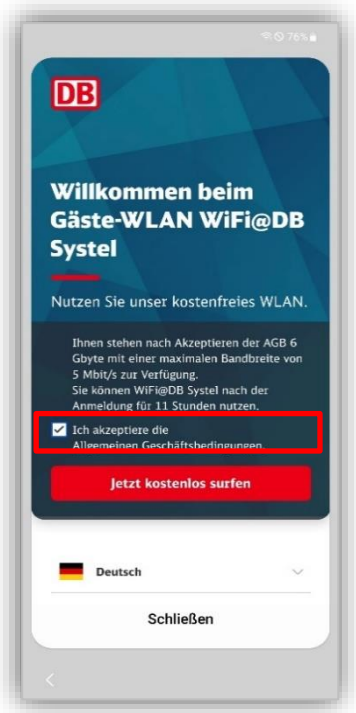 76%
DB
Willkommen beim
Gäste-WLAN WiFi@DB
Systel
Nutzen Sie unser kostenfreies WLAN.
Ihnen stehen nach Akzeptieren der AGB 6
Gbyte mit einer maximalen Bandbreite von
5 Mbit/s zur Verfügung.
Sie können WiFi@DB Systel nach der
Anmeldung für 11 Stunden nutzen.
Ich akzeptiere die
Allgemeinen Geschäftsbedingungen.
Jetzt kostenlos surfen
Deutsch
Schließen